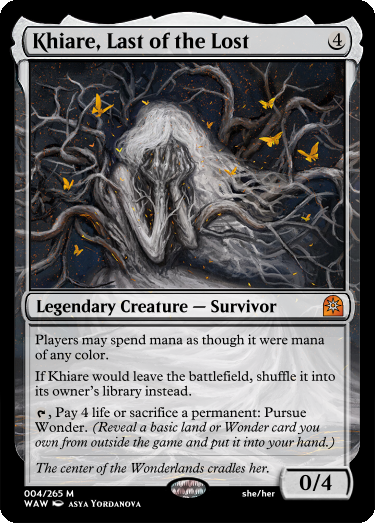 Khiare, Last of the Lost 4
Legendary Creature — Survivor
Players may spend mana as though it were mana
of any color.
If Khiare would leave the battlefield, shuffle it into
its owner's library instead.
, Pay 4 life or sacrifice a permanent: Pursue
Wonder. (Reveal a basic land or Wonder card you
own from outside the game and put it into your hand.)
The center of the Wonderlands cradles her.
0/4
004/265 M
she/her
WAW Asya Yordanova